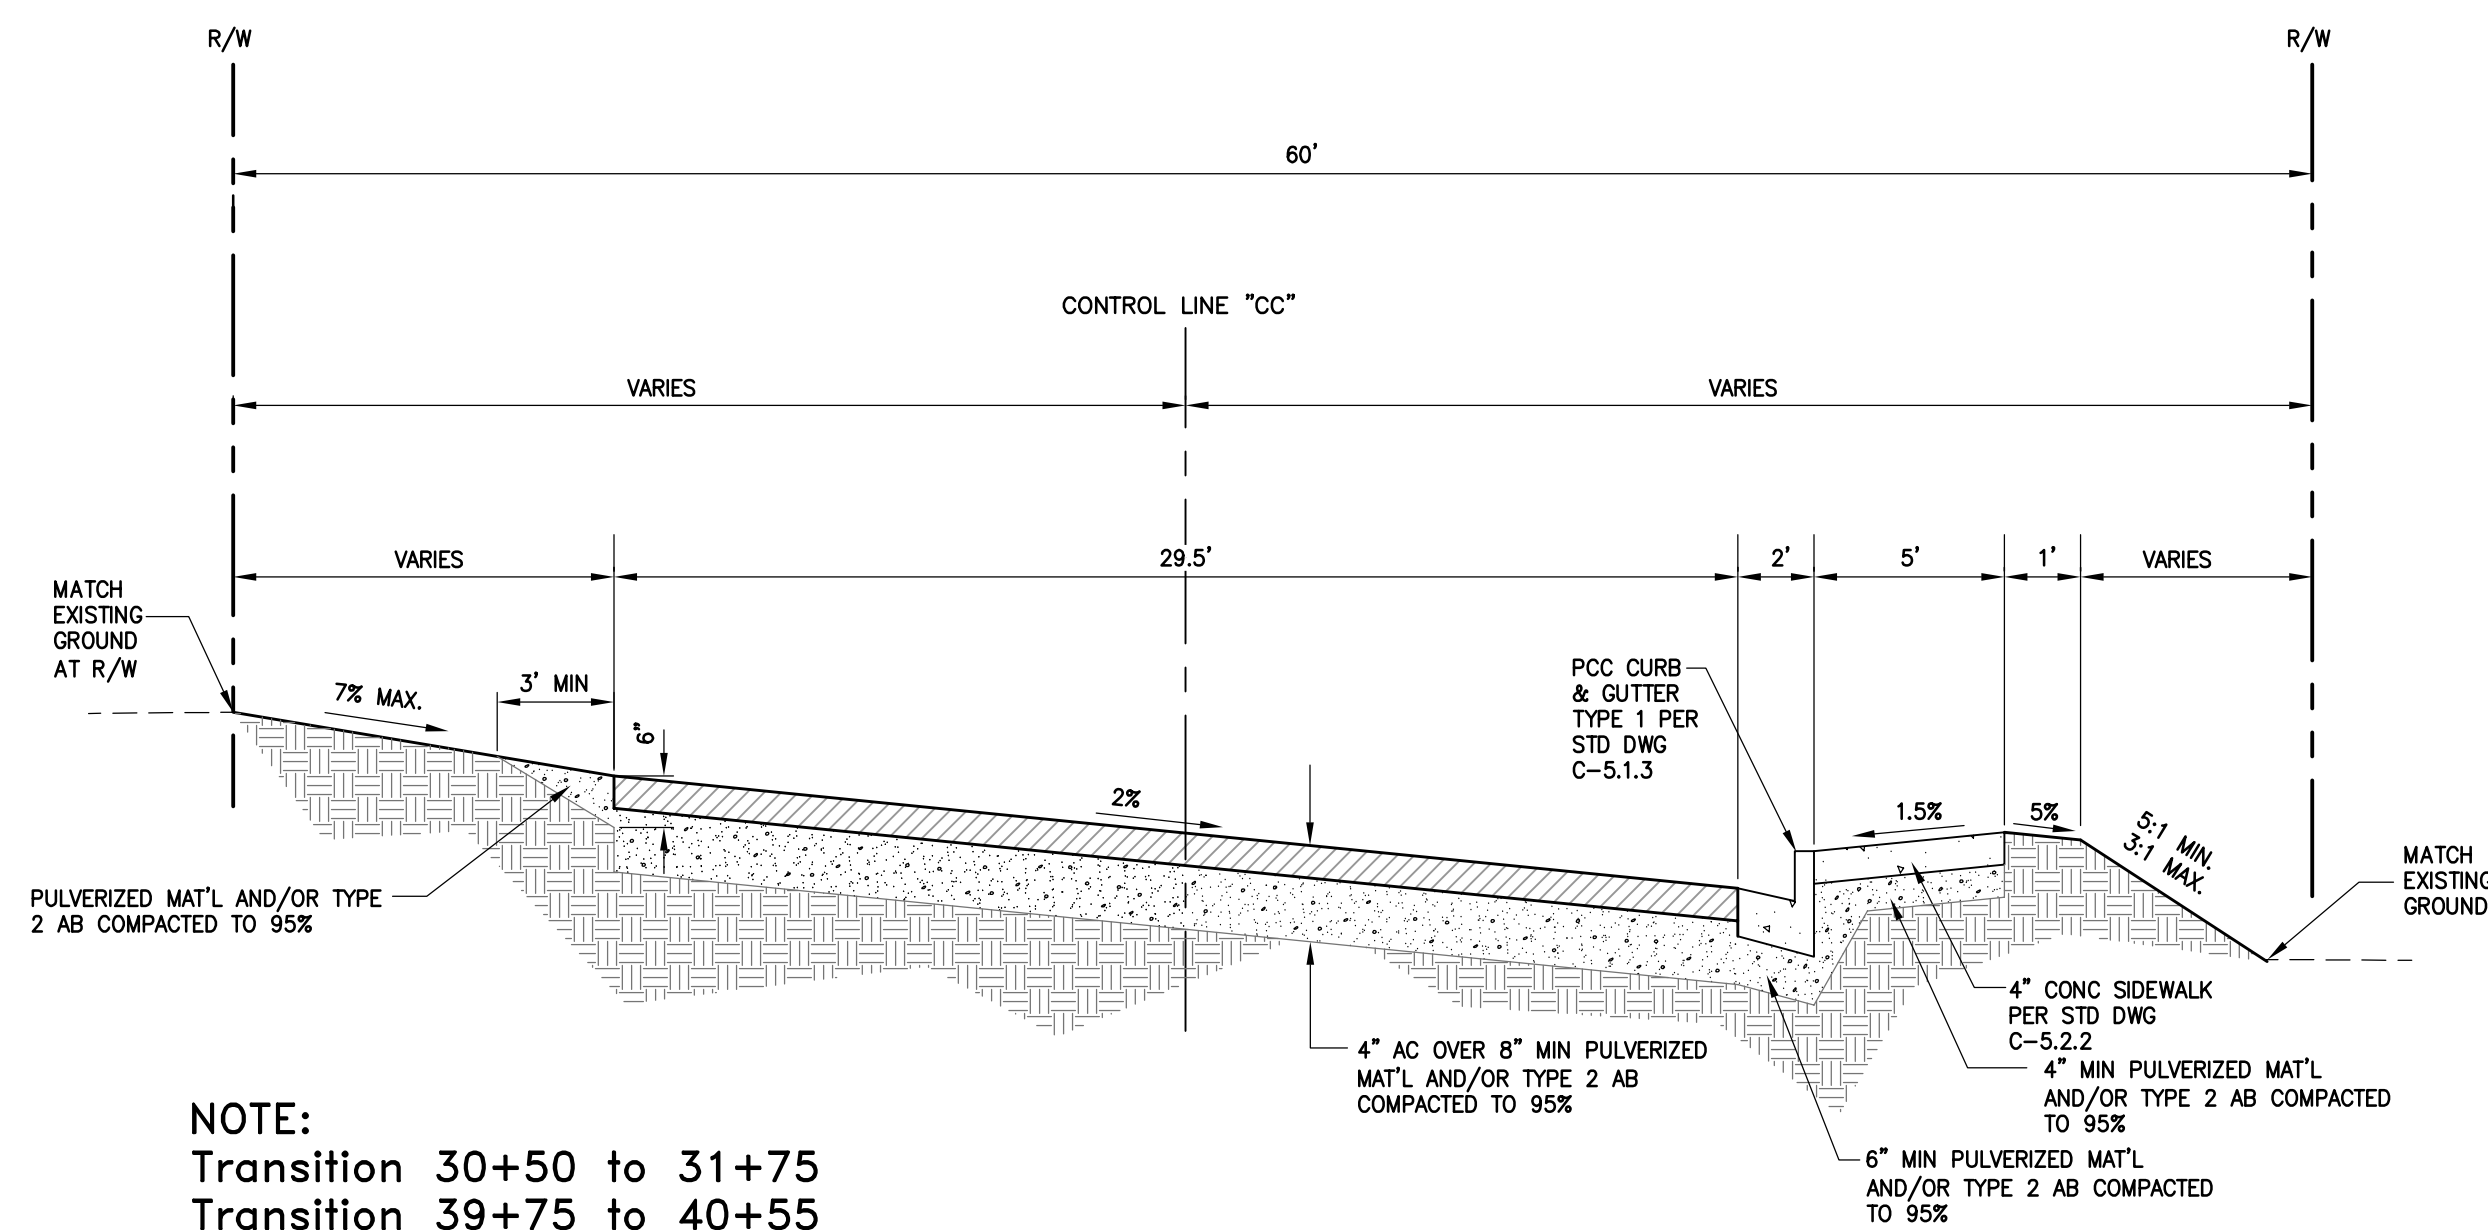 R/W
R/W
60'
CONTROL LINE "CC"
VARIES
VARIES
VARIES
29.5'
2'
5'
1'
VARIES
MATCH
EXISTING
GROUND
AT R/W
7% MAX.
3' MIN
6"
2%
PCC CURB
& GUTTER
TYPE 1 PER
STD DWG
C-5.1.3
1.5%
5%
5:1 MIN.
3:1 MAX.
MATCH
EXISTING
GROUND
PULVERIZED MAT'L AND/OR TYPE
2 AB COMPACTED TO 95%
4" CONC SIDEWALK
PER STD DWG
C-5.2.2
4" AC OVER 8" MIN PULVERIZED
MAT'L AND/OR TYPE 2 AB
COMPACTED TO 95%
4" MIN PULVERIZED MAT'L
AND/OR TYPE 2 AB COMPACTED
TO 95%
6" MIN PULVERIZED MAT'L
AND/OR TYPE 2 AB COMPACTED
TO 95%
NOTE:
Transition 30+50 to 31+75
Transition 39+75 to 40+55